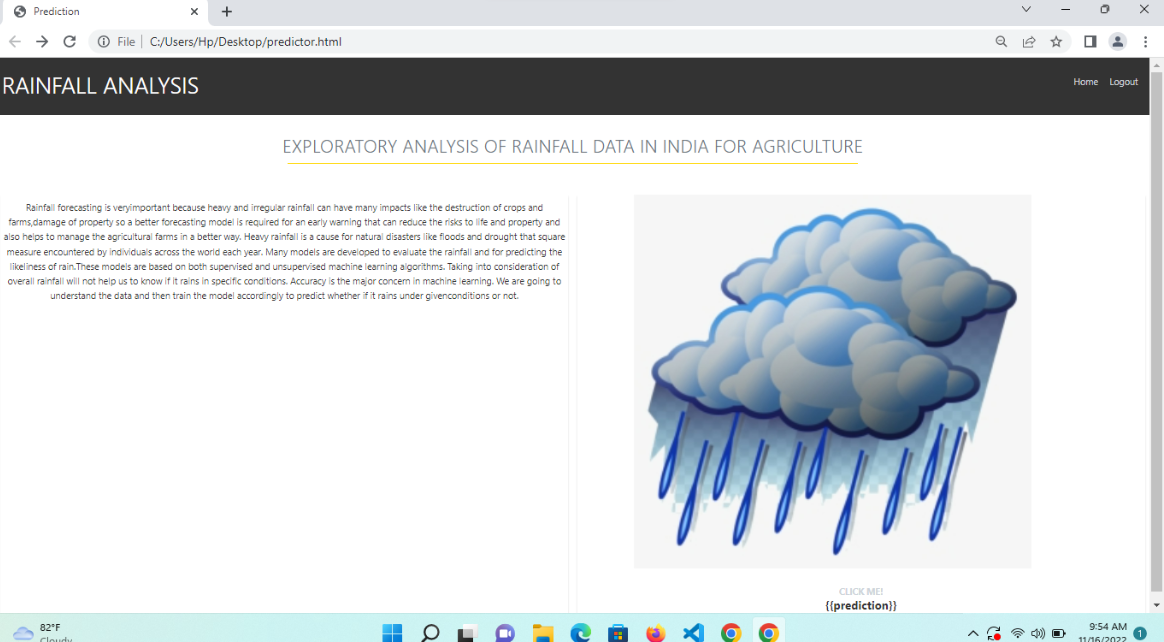 Prediction
File
C:/Users/Hp/Desktop/predictor.html
RAINFALL ANALYSIS
Home Logout
EXPLORATORY ANALYSIS OF RAINFALL DATA IN INDIA FOR AGRICULTURE
Rainfall forecasting is veryimportant because heavy and irregular rainfall can have many impacts like the destruction of crops and
farms,damage of property so a better forecasting model is required for an early warning that can reduce the risks to life and property and
also helps to manage the agricultural farms in a better way. Heavy rainfall is a cause for natural disasters like floods and drought that square
measure encountered by individuals across the world each year. Many models are developed to evaluate the rainfall and for predicting the
likeliness of rain.These models are based on both supervised and unsupervised machine learning algorithms. Taking into consideration of
overall rainfall will not help us to know if it rains in specific conditions. Accuracy is the major concern in machine learning. We are going to
understand the data and then train the model accordingly to predict whether if it rains under givenconditions or not.
CLICK ME!
{{prediction}}
82°F
Cloudy
9:54 AM
11/16/2022
1